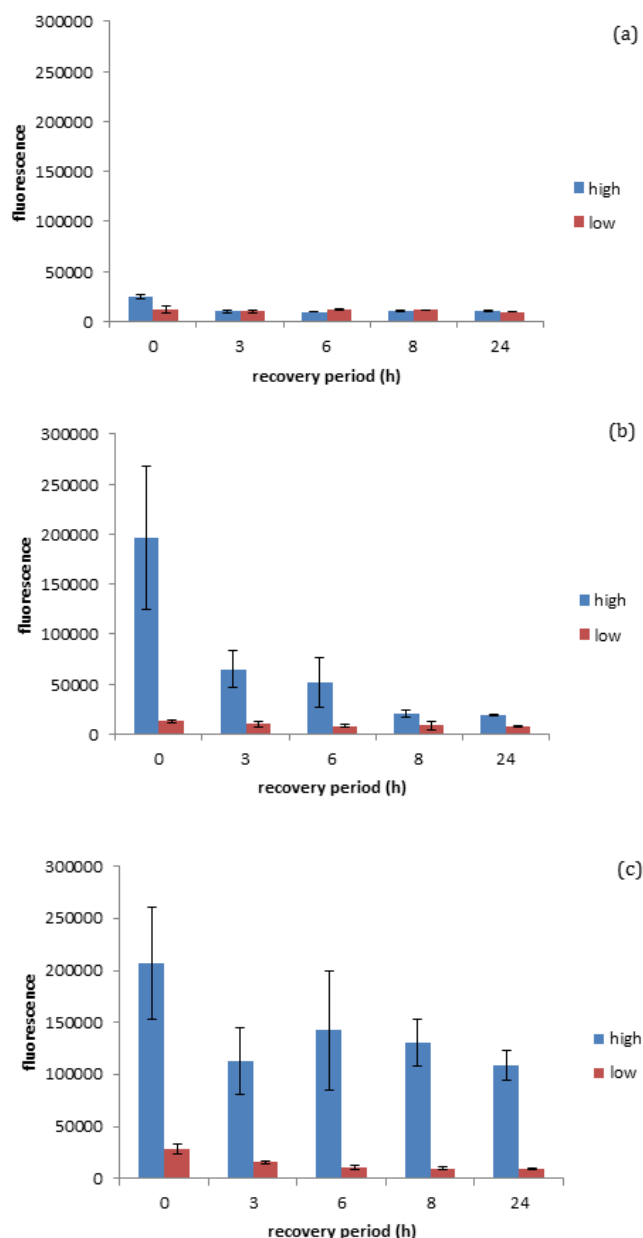 (a)
300000
250000
200000
150000
100000
50000
0
fluorescence
high
low
0 3 6 8 24
recovery period (h)
(b)
300000
250000
200000
150000
100000
50000
0
fluorescence
high
low
0 3 6 8 24
recovery period (h)
(c)
300000
250000
200000
150000
100000
50000
0
fluorescence
high
low
0 3 6 8 24
recovery period (h)